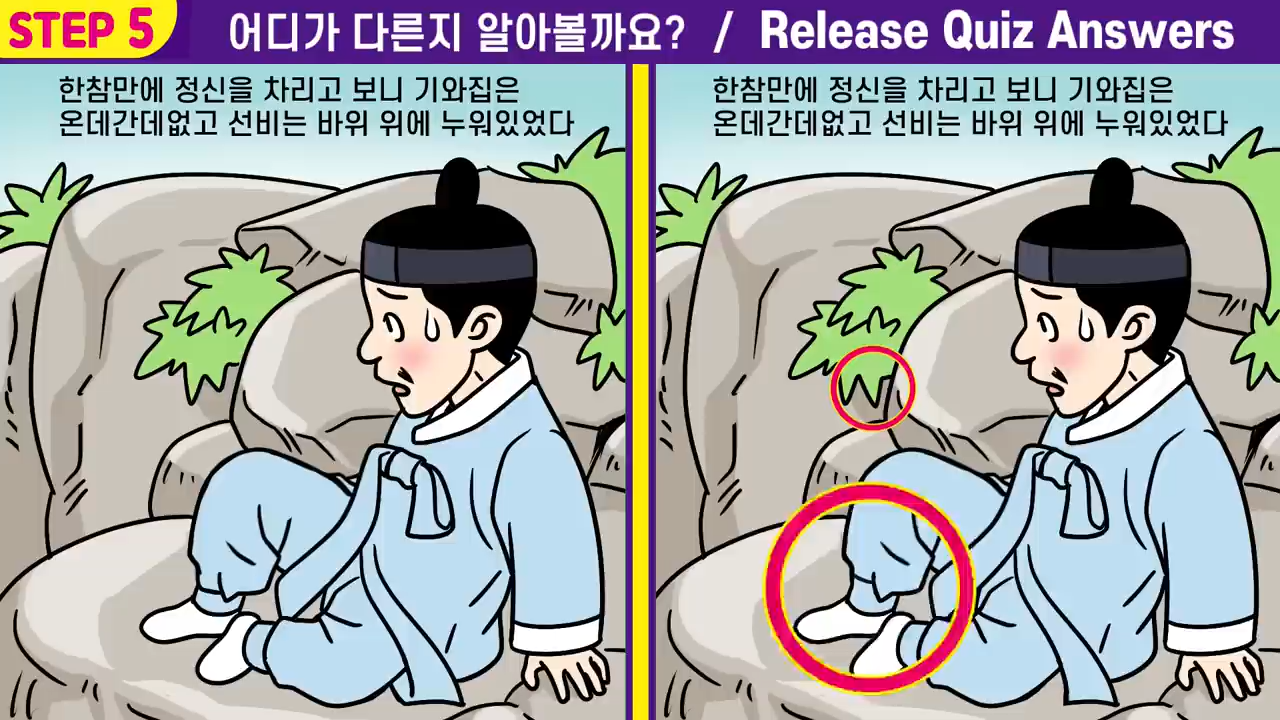 STEP 5
어디가 다른지 알아볼까요? / Release Quiz Answers
한참만에 정신을 차리고 보니 기와집은
온데간데없고 선비는 바위 위에 누워있었다
한참만에 정신을 차리고 보니 기와집은
온데간데없고 선비는 바위 위에 누워있었다